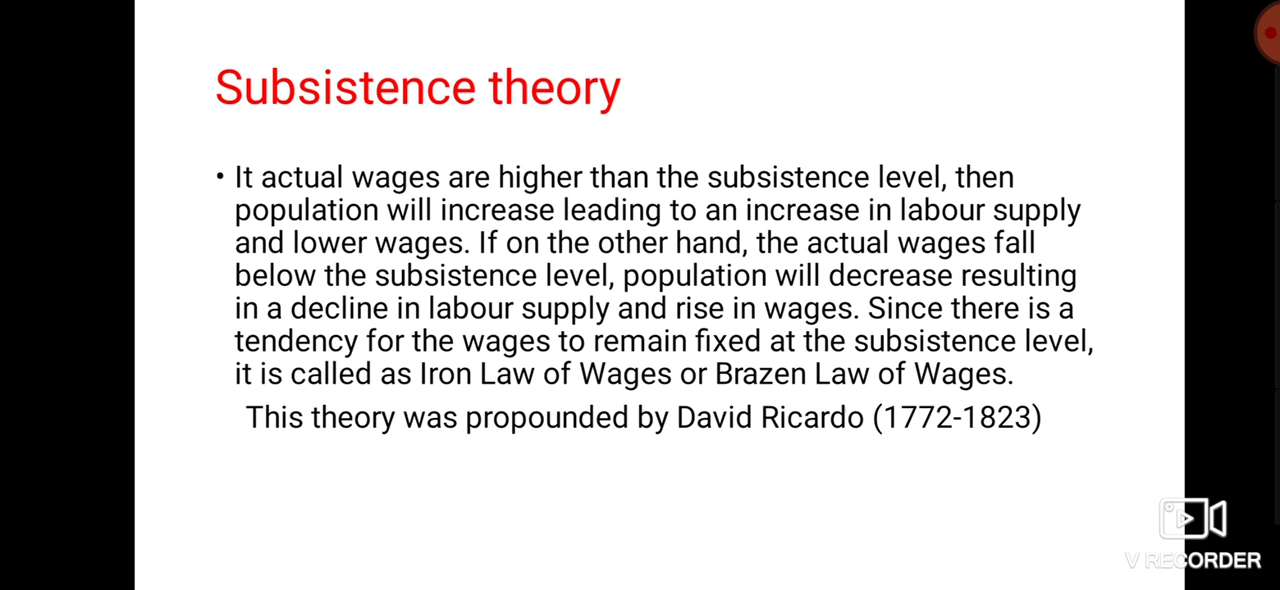 Subsistence theory
• It actual wages are higher than the subsistence level, then
population will increase leading to an increase in labour supply
and lower wages. If on the other hand, the actual wages fall
below the subsistence level, population will decrease resulting
in a decline in labour supply and rise in wages. Since there is a
tendency for the wages to remain fixed at the subsistence level,
it is called as Iron Law of Wages or Brazen Law of Wages.
This theory was propounded by David Ricardo (1772-1823)
V RECORDER